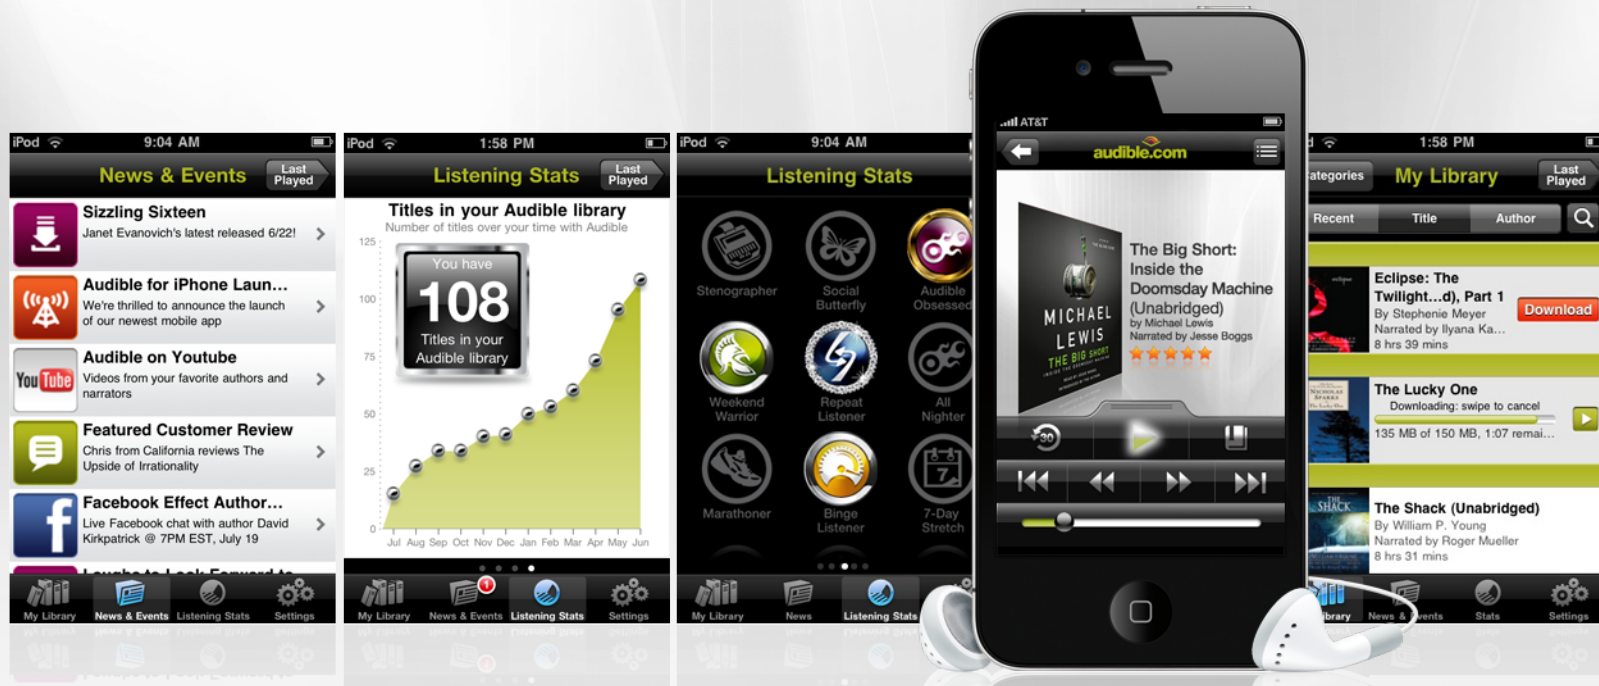 iPod
9:04 AM
News & Events
Last
Played
Sizzling Sixteen
Janet Evanovich's latest released 6/22!
Audible for iPhone Laun...
We're thrilled to announce the launch
of our newest mobile app
You Tube
Audible on Youtube
Videos from your favorite authors and
narrators
Featured Customer Review
Chris from California reviews The
Upside of Irrationality
f
Facebook Effect Author...
Live Facebook chat with author David
Kirkpatrick @ 7PM EST, July 19
My Library
News & Events
Listening Stats
Settings
iPod
1:58 PM
Listening Stats
Last
Played
Titles in your Audible library
Number of titles over your time with Audible
125
100
75
50
25
0
You have
108
Titles in your
Audible library
Jul Aug Sep Oct Nov Dec Jan Feb Mar Apr May Jun
My Library
News & Events
1
Listening Stats
Settings
iPod
9:04 AM
Listening Stats
Stenographer
Social
Butterfly
Audible
Obsessed
Weekend
Warrior
Repeat
Listener
All
Nighter
Marathoner
Binge
Listener
7
7-Day
Stretch
My Library
News
Listening Stats
AT&T
audible.com
MICHAEL
LEWIS
THE BIG SHORT
INSIDE THE DOOMSDAY MACHINE
The Big Short:
Inside the
Doomsday Machine
(Unabridged)
by Michael Lewis
Narrated by Jesse Boggs
30
1:58 PM
ategories
My Library
Last
Played
Recent
Title
Author
eclipse
Eclipse: The
Twilight...d), Part 1
By Stephenie Meyer
Narrated by Ilyana Ka...
8 hrs 39 mins
Download
NICHOLAS
SPARKS
The Lucky One
Downloading: swipe to cancel
135 MB of 150 MB, 1:07 remai...
THE
SHACK
The Shack (Unabridged)
By William P. Young
Narrated by Roger Mueller
8 hrs 31 mins
ibrary
News &
vents
Stats
Settings